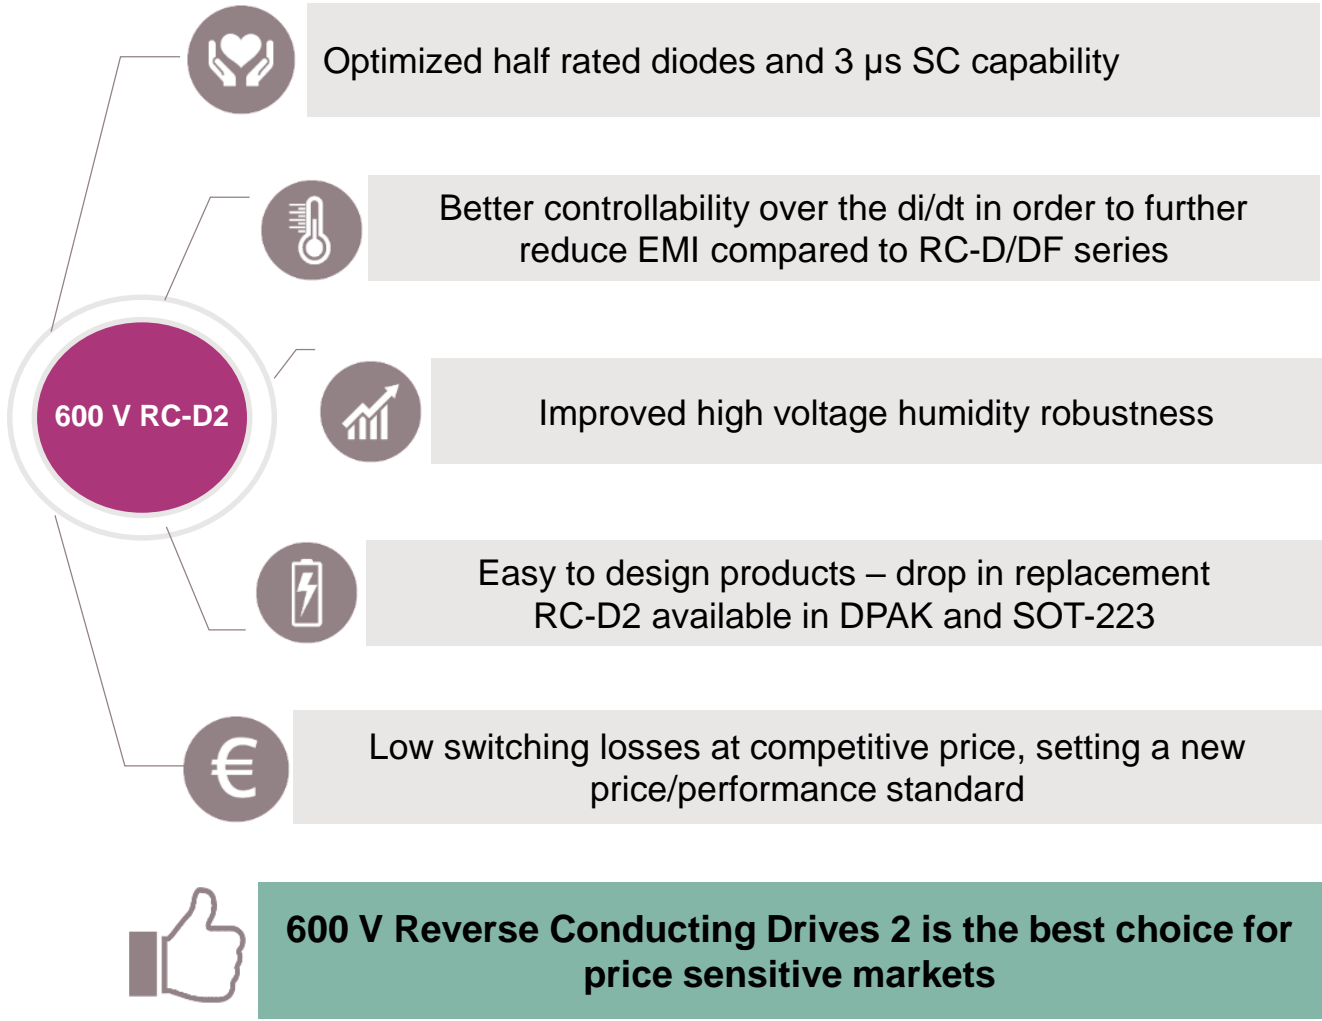 Optimized half rated diodes and 3 µs SC capability
Better controllability over the di/dt in order to further
reduce EMI compared to RC-D/DF series
600 V RC-D2
Improved high voltage humidity robustness
Easy to design products – drop in replacement
RC-D2 available in DPAK and SOT-223
€
Low switching losses at competitive price, setting a new
price/performance standard
600 V Reverse Conducting Drives 2 is the best choice for
price sensitive markets